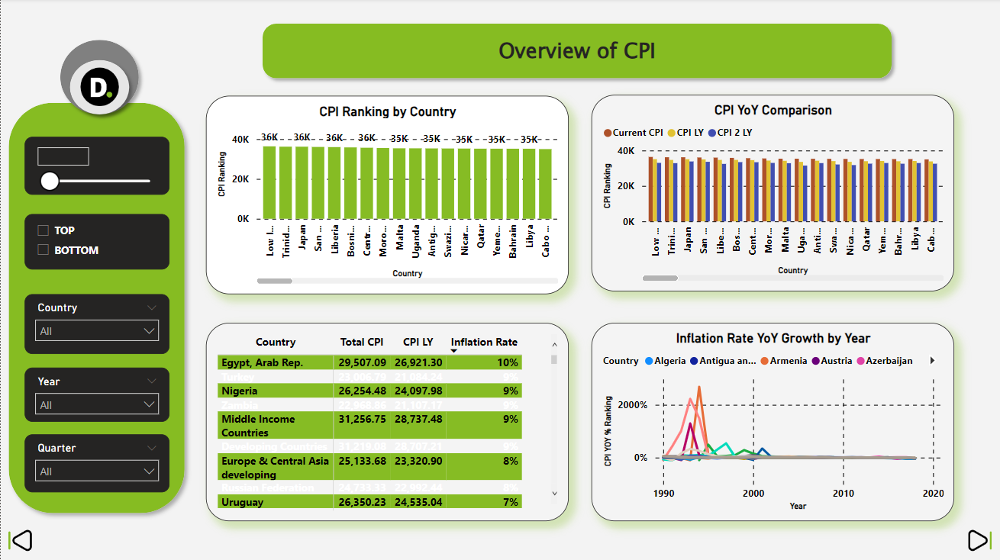 Overview of CPI
D.
TOP
BOTTOM
Country
All
Year
All
Quarter
All
CPI Ranking by Country
CPI Ranking
40K
20K
0K
36K 36K 36K 36K 35K 35K 35K 35K 35K
Low I...
Trinid...
Japan
San ...
Liberia
Bosni...
Centr...
Moro...
Malta
Uganda
Antig...
Swazi...
Nicar...
Qatar
Yeme...
Bahrain
Libya
Cabo ...
Country
CPI YoY Comparison
Current CPI CPI LY CPI 2 LY
CPI Ranking
40K
20K
0K
Low ...
Trini...
Japan
San ...
Libe...
Bos...
Cent...
Mor...
Malta
Uga...
Anti...
Swa...
Nica...
Qatar
Yem...
Bahr...
Libya
Cab...
Country
Country Total CPI CPI LY Inflation Rate
Egypt, Arab Rep. 29,507.09 26,921.30 10%
Turkey 23,006.79 21,084.24 9%
Nigeria 26,254.48 24,097.98 9%
Zambia 22,968.86 21,107.17 9%
Middle Income
Countries 31,256.75 28,737.48 9%
Developing Countries 31,219.08 28,707.21 9%
Europe & Central Asia
developing 25,133.68 23,320.90 8%
Russian Federation 24,733.33 22,992.44 8%
Uruguay 26,350.23 24,535.04 7%
Inflation Rate YoY Growth by Year
Country Algeria Antigua an... Armenia Austria Azerbaijan
CPI YOY % Ranking
2000%
0%
1990 2000 2010 2020
Year